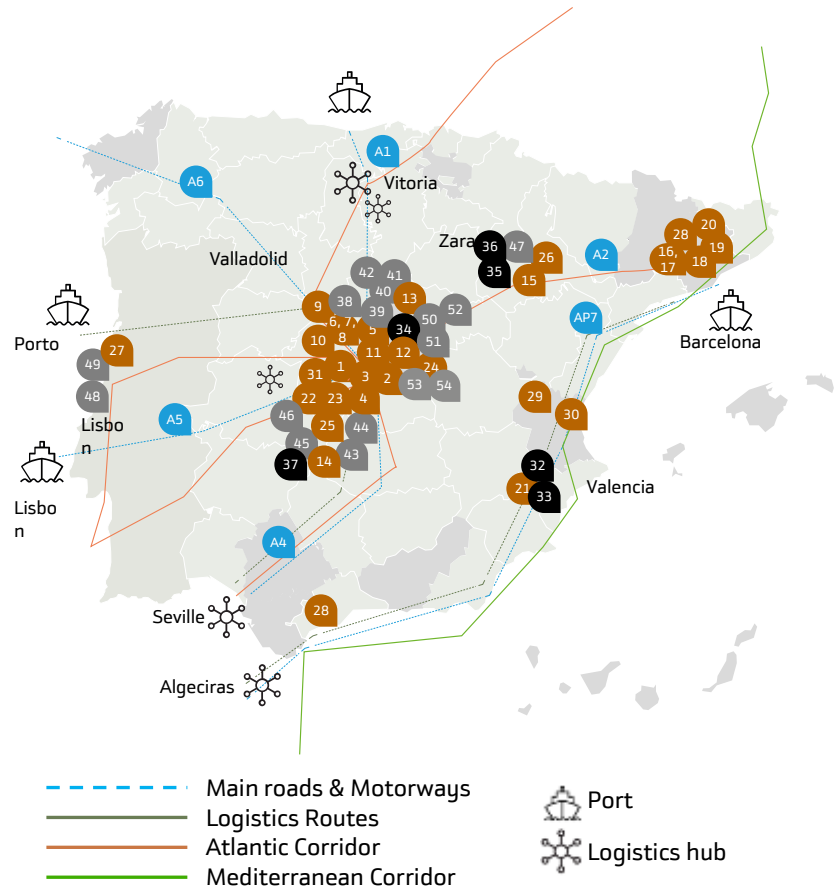 A1
Vitoria
A6
Valladolid
Zara
36
47
35
26
15
A2
28
20
16
17
19
18
42
41
40
13
9
38
39
52
6
7
5
34
50
10
8
51
11
12
31
1
3
2
24
53
54
22
23
4
46
25
44
45
37
14
43
AP7
Barcelona
Porto
27
49
48
Lisbo
n
A5
Lisbo
n
29
30
32
21
33
Valencia
A4
Seville
28
Algeciras
Main roads & Motorways
Logistics Routes
Atlantic Corridor
Mediterranean Corridor
Port
Logistics hub